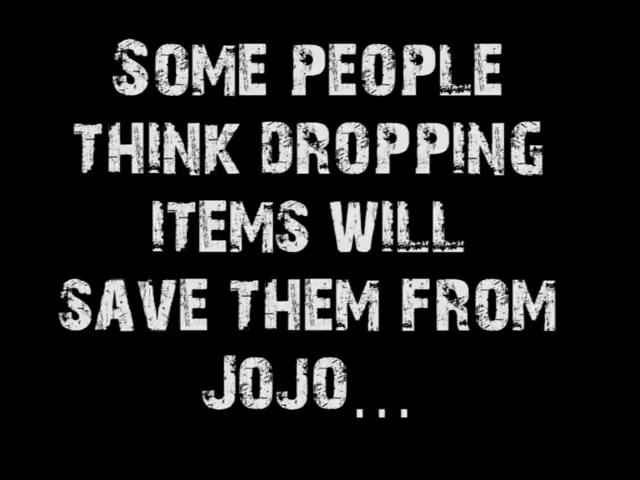 SOME PEOPLE
THINK DROPPING
ITEMS WILL
SAVE THEM FROM
JOJO...